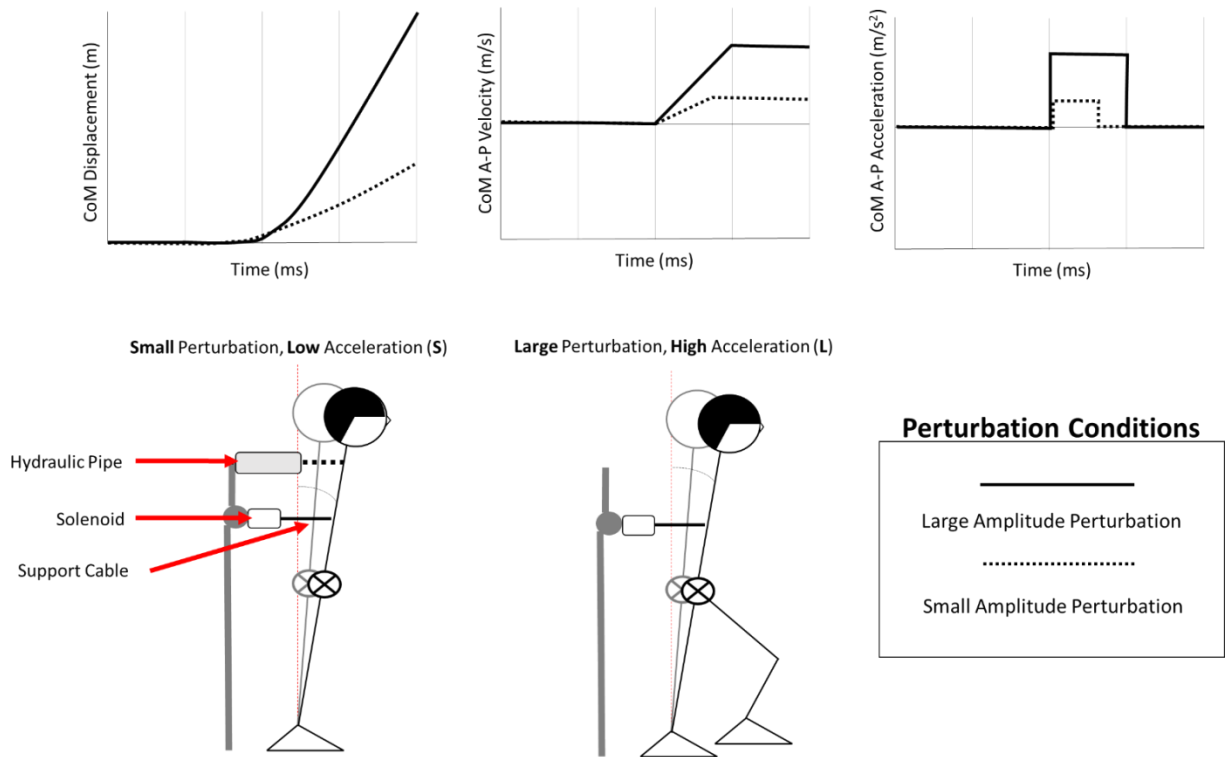 CoM Displacement (m)
Time (ms)
CoM A-P Velocity (m/s)
Time (ms)
CoM A-P Acceleration (m/s²)
Time (ms)
Small Perturbation, Low Acceleration (S)
Hydraulic Pipe
Solenoid
Support Cable
Large Perturbation, High Acceleration (L)
Perturbation Conditions
Large Amplitude Perturbation
Small Amplitude Perturbation